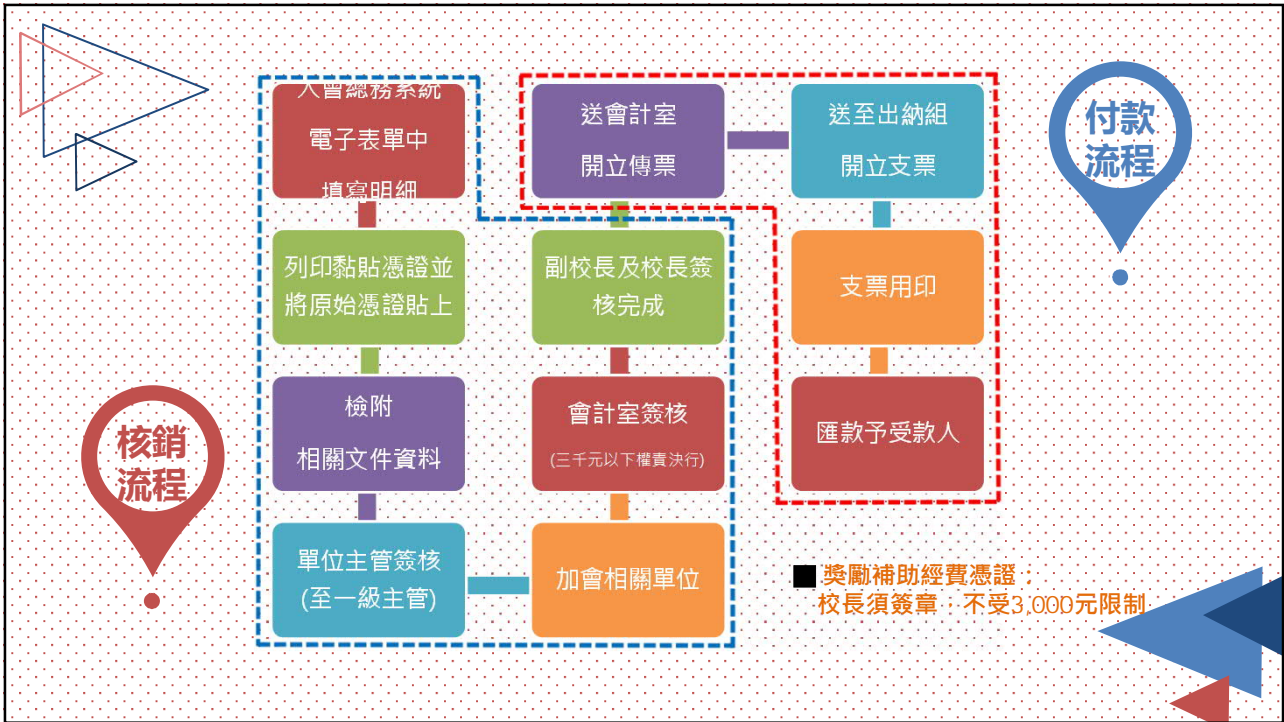 人會總務系統
電子表單中
填寫明細
列印黏貼憑證並
將原始憑證貼上
檢附
相關文件資料
單位主管簽核
(至一級主管)
加會相關單位
會計室簽核
(三千元以下權責決行)
副校長及校長簽
核完成
送會計室
開立傳票
送至出納組
開立支票
支票用印
匯款予受款人
核銷
流程
付款
流程
■ 獎勵補助經費憑證：
校長須簽章，不受3,000元限制